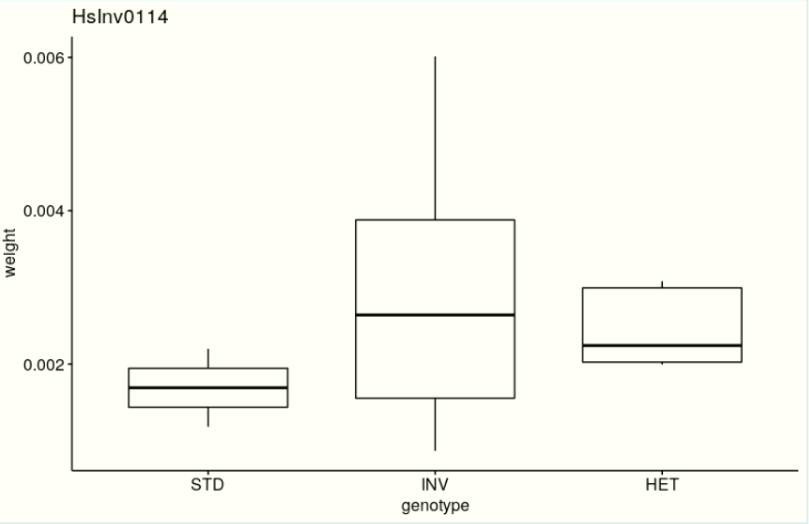 HsInv0114
0.006
0.004
0.002
weight
STD INV HET
genotype